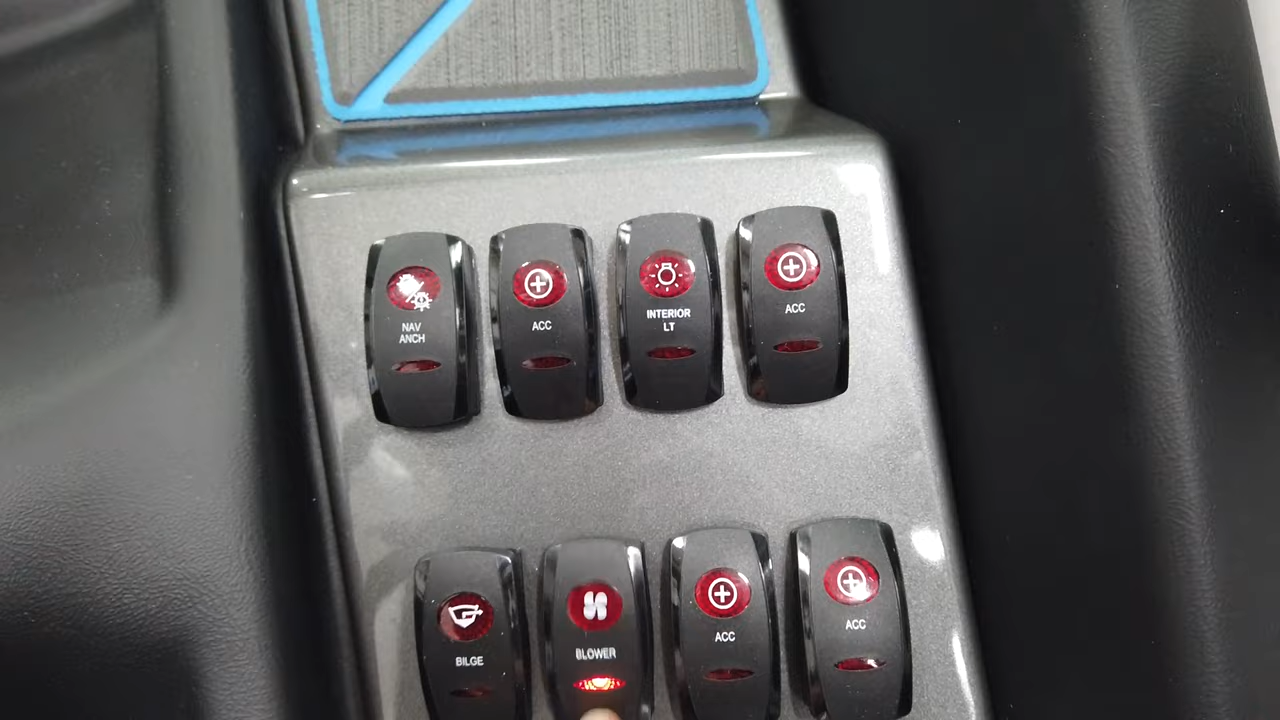 NAV
ANCH
ACC
INTERIOR
LT
ACC
BILGE
BLOWER
ACC
ACC